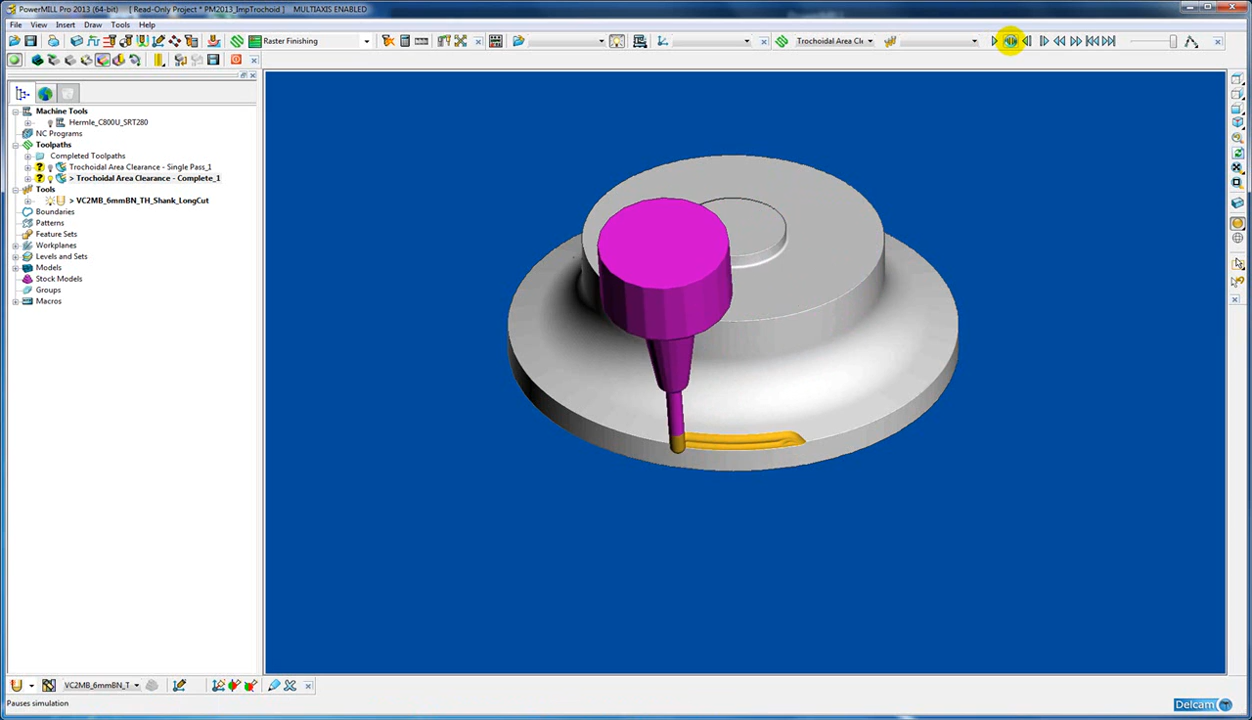 PowerMILL Pro 2013 (64-bit)    [ Read-Only Project * PM2013_ImpTrochoid ]    MULTIAXIS ENABLED
File View Insert Draw Tools Help
Raster Finishing
Trochoidal Area Cle
Machine Tools
Hermle_C800U_SRT280
NC Programs
Toolpaths
Completed Toolpaths
Trochoidal Area Clearance - Single Pass_1
> Trochoidal Area Clearance - Complete_1
Tools
> VC2MB_6mmBN_TH_Shank_LongCut
Boundaries
Patterns
Feature Sets
Workplanes
Levels and Sets
Models
Stock Models
Groups
Macros
VC2MB_6mmBN_T
Pauses simulation
Delcam